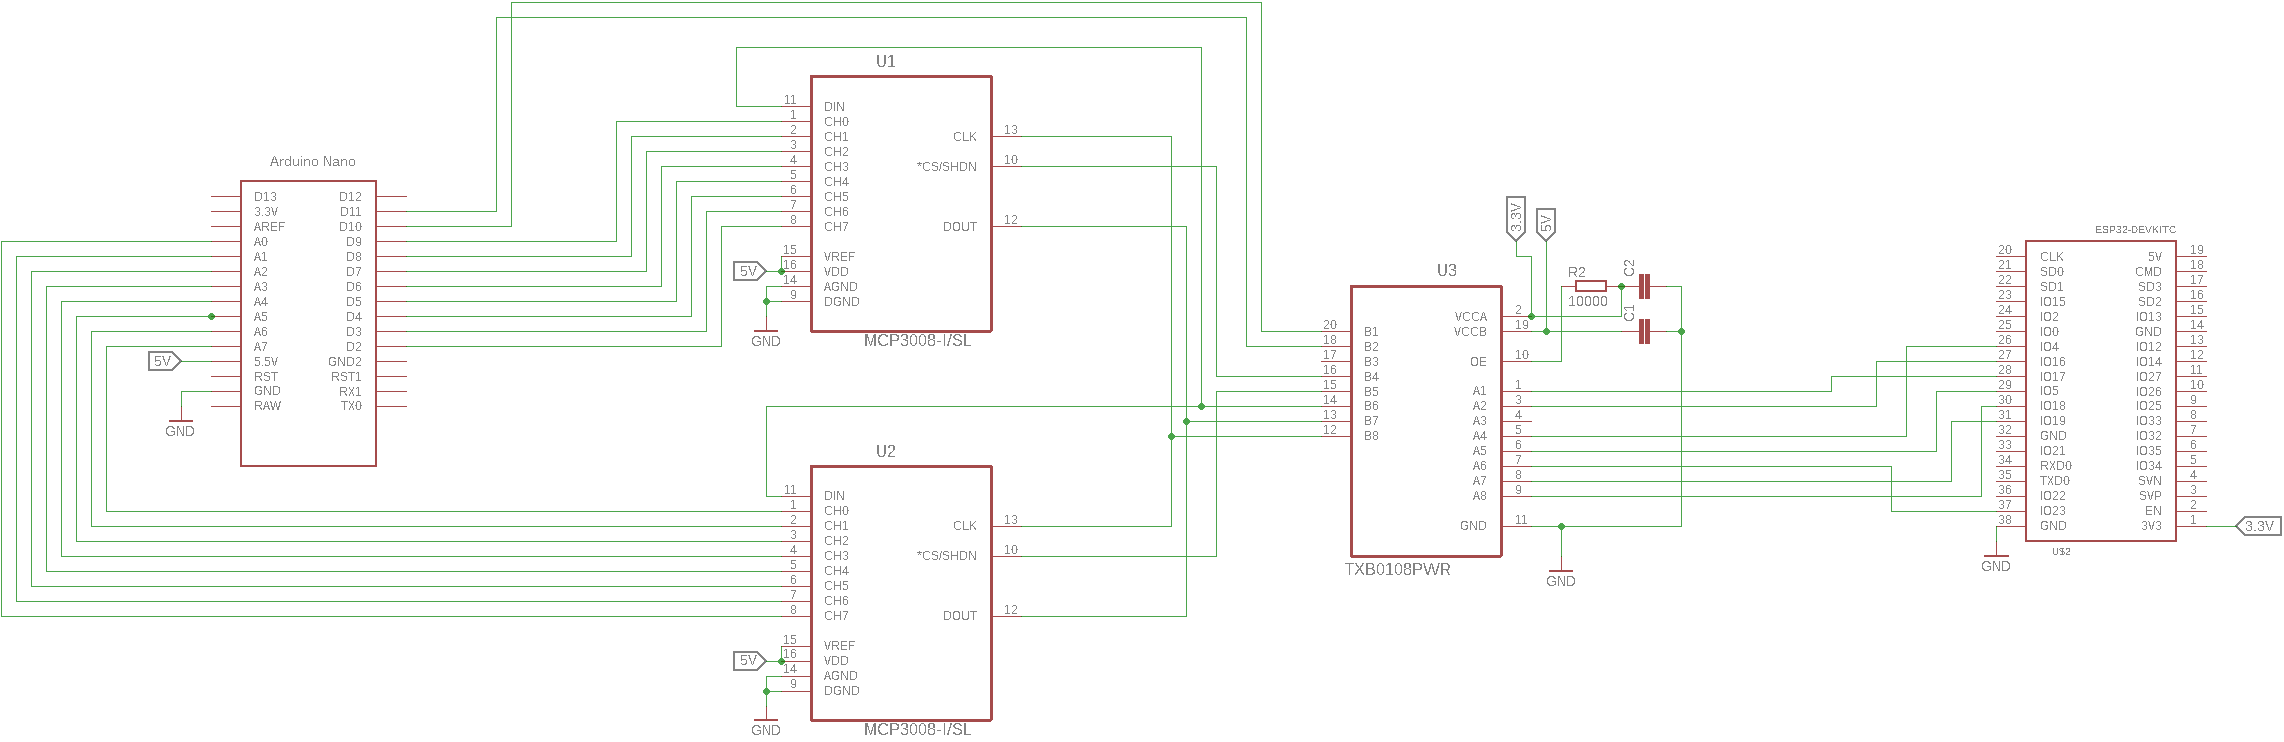 U1
11 DIN
1 CH0
2 CH1 CLK 13
3 CH2
4 CH3 *CS/SHDN 10
5 CH4
6 CH5
7 CH6
8 CH7 DOUT 12
15 VREF
5V 16 VDD
14 AGND
9 DGND
GND
MCP3008-I/SL
Arduino Nano
D13 D12
3.3V D11
AREF D10
A0 D9
A1 D8
A2 D7
A3 D6
A4 D5
A5 D4
A6 D3
A7 D2
5V 5.5V GND2
RST RST1
GND RX1
RAW TX0
GND
U2
11 DIN
1 CH0
2 CH1 CLK 13
3 CH2
4 CH3 *CS/SHDN 10
5 CH4
6 CH5
7 CH6
8 CH7 DOUT 12
15 VREF
5V 16 VDD
14 AGND
9 DGND
GND
MCP3008-I/SL
3.3V
5V
U3
R2
10000
C2
C1
VCCA 2
20 B1 VCCB 19
18 B2
17 B3 OE 10
16 B4
15 B5 A1 1
14 B6 A2 3
13 B7 A3 4
12 B8 A4 5
A5 6
A6 7
A7 8
A8 9
GND 11
TXB0108PWR
GND
ESP32-DEVKITC
20 CLK 5V 19
21 SD0 CMD 18
22 SD1 SD3 17
23 IO15 SD2 16
24 IO2 IO13 15
25 IO0 GND 14
26 IO4 IO12 13
27 IO16 IO14 12
28 IO17 IO27 11
29 IO5 IO26 10
30 IO18 IO25 9
31 IO19 IO33 8
32 GND IO32 7
33 IO21 IO35 6
34 RXD0 IO34 5
35 TXD0 SVN 4
36 IO22 SVP 3
37 IO23 EN 2
38 GND 3V3 1 3.3V
U$2
GND